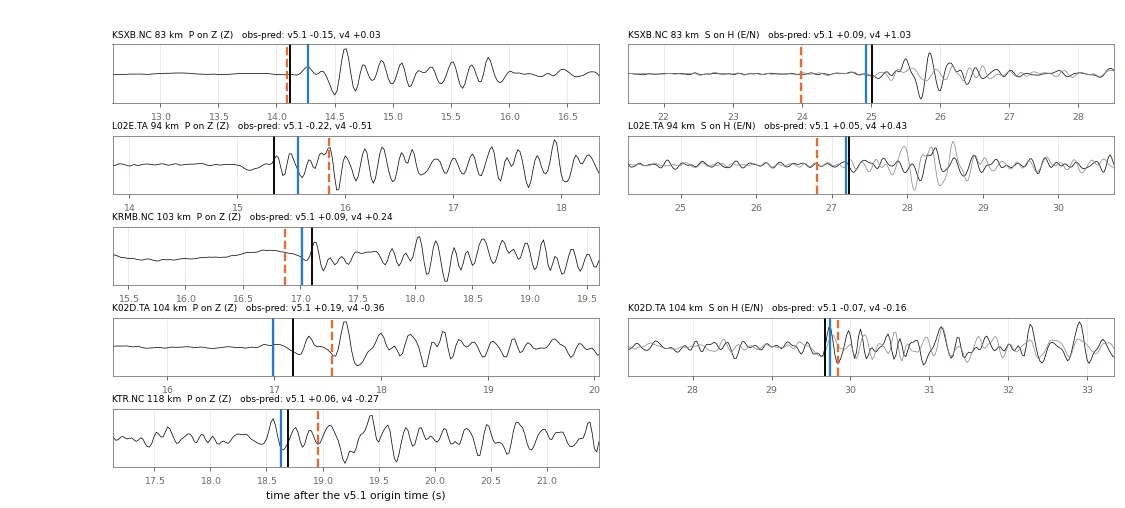 KSXB.NC 83 km  P on Z (Z)   obs-pred: v5.1 -0.15, v4 +0.03
KSXB.NC 83 km  S on H (E/N)   obs-pred: v5.1 +0.09, v4 +1.03
13.0 13.5 14.0 14.5 15.0 15.5 16.0 16.5
22 23 24 25 26 27 28
L02E.TA 94 km  P on Z (Z)   obs-pred: v5.1 -0.22, v4 -0.51
L02E.TA 94 km  S on H (E/N)   obs-pred: v5.1 +0.05, v4 +0.43
14 15 16 17 18
25 26 27 28 29 30
KRMB.NC 103 km  P on Z (Z)   obs-pred: v5.1 +0.09, v4 +0.24
15.5 16.0 16.5 17.0 17.5 18.0 18.5 19.0 19.5
K02D.TA 104 km  P on Z (Z)   obs-pred: v5.1 +0.19, v4 -0.36
K02D.TA 104 km  S on H (E/N)   obs-pred: v5.1 -0.07, v4 -0.16
16 17 18 19 20
28 29 30 31 32 33
KTR.NC 118 km  P on Z (Z)   obs-pred: v5.1 +0.06, v4 -0.27
17.5 18.0 18.5 19.0 19.5 20.0 20.5 21.0
time after the v5.1 origin time (s)